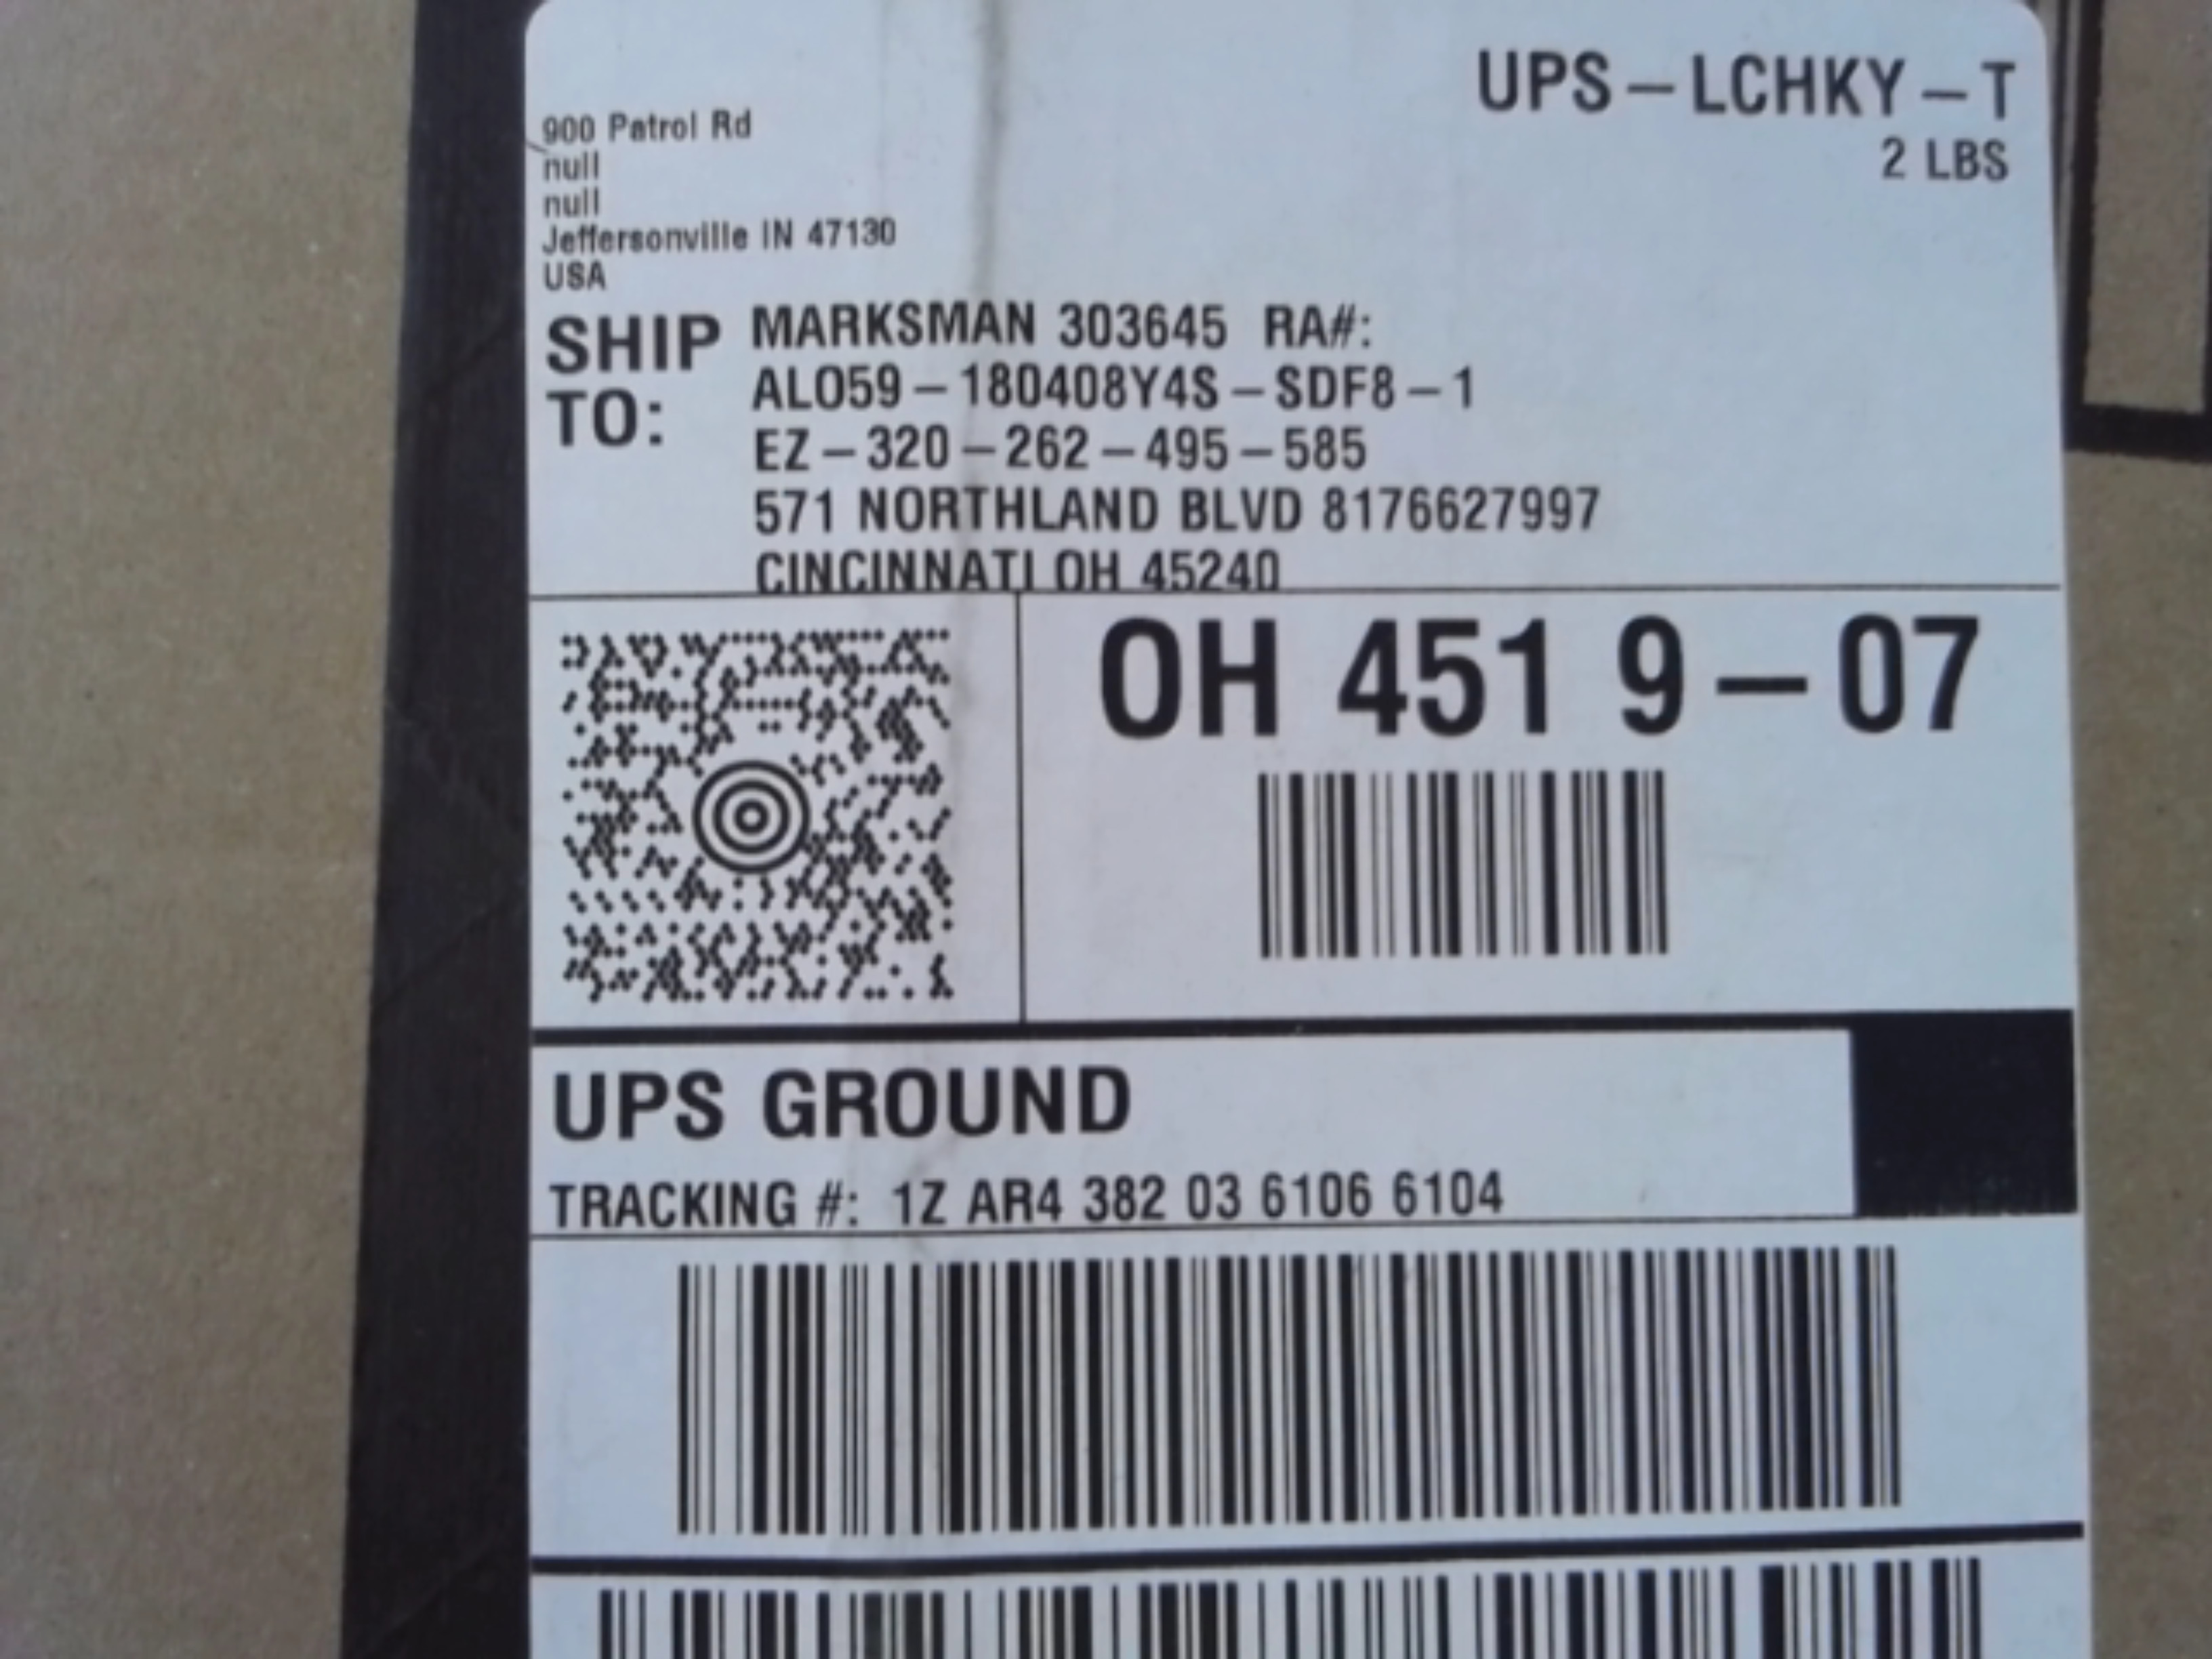 UPS – LCHKY – T
2 LBS
900 Patrol Rd
null
null
Jeffersonville IN 47130
USA
SHIP TO:
MARKSMAN 303645 RA#:
ALO59 – 180408Y4S – SDF8 – 1
EZ – 320 – 262 – 495 – 585
571 NORTHLAND BLVD 8176627997
CINCINNATI OH 45240
OH 451 9 – 07
UPS GROUND
TRACKING #: 1Z AR4 382 03 6106 6104